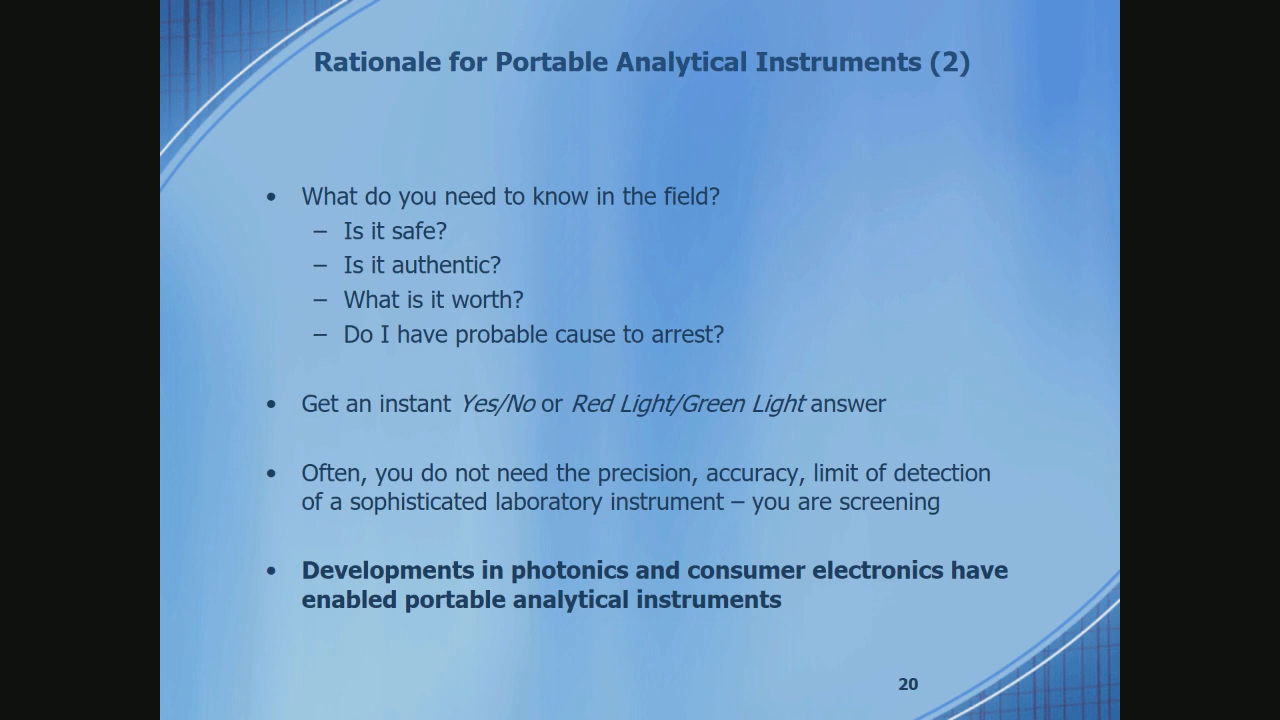 Rationale for Portable Analytical Instruments (2)
• What do you need to know in the field?
– Is it safe?
– Is it authentic?
– What is it worth?
– Do I have probable cause to arrest?
• Get an instant Yes/No or Red Light/Green Light answer
• Often, you do not need the precision, accuracy, limit of detection
of a sophisticated laboratory instrument – you are screening
• Developments in photonics and consumer electronics have
enabled portable analytical instruments
20